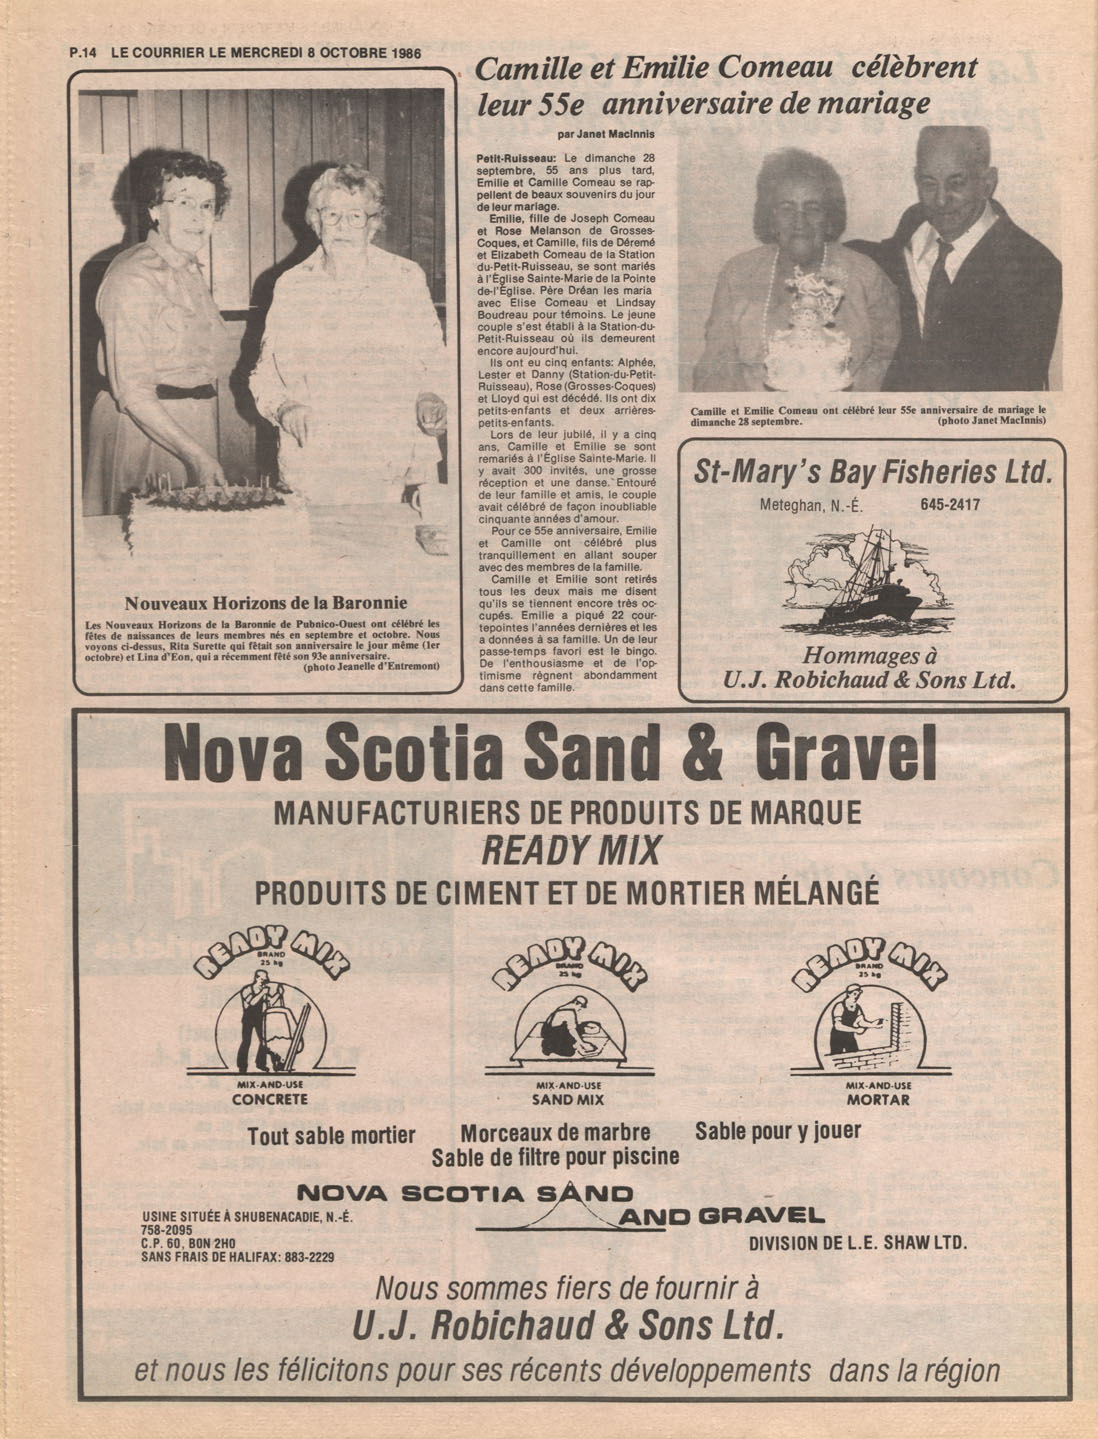 P.14 LE COURRIER LE MERCREDI 8 OCTOBRE 1986
Nouveaux Horizons de la Baronnie
Les Nouveaux Horizons de la Baronnie de Pubnico-Ouest ont célébré les
fêtes de naissances de leurs membres nés en septembre et octobre. Nous
voyons ci-dessus, Rita Surette qui fêtait son anniversaire le jour même (1er
octobre) et Lina d'Eon, qui a récemment fêté son 93e anniversaire.
(photo Jeanelle d'Entremont)
Camille et Emilie Comeau célèbrent
leur 55e anniversaire de mariage
par Janet MacInnis
Petit-Ruisseau: Le dimanche 28
septembre, 55 ans plus tard,
Emilie et Camille Comeau se rap-
pellent de beaux souvenirs du jour
de leur mariage.
Emilie, fille de Joseph Comeau
et Rose Melanson de Grosses-
Coques, et Camille, fils de Déremé
et Elizabeth Comeau de la Station
du-Petit-Ruisseau, se sont mariés
à l'Église Sainte-Marie de la Pointe
de-l'Église. Père Dréan les maria
avec Elise Comeau et Lindsay
Boudreau pour témoins. Le jeune
couple s'est établi à la Station-du-
Petit-Ruisseau où ils demeurent
encore aujourd'hui.
Ils ont eu cinq enfants: Alphée,
Lester et Danny (Station-du-Petit-
Ruisseau), Rose (Grosses-Coques)
et Lloyd qui est décédé. Ils ont dix
petits-enfants et deux arrières-
petits-enfants.
Lors de leur jubilé, il y a cinq
ans, Camille et Emilie se sont
remariés à l'Église Sainte-Marie. Il
y avait 300 invités, une grosse
réception et une danse. Entouré
de leur famille et amis, le couple
avait célébré de façon inoubliable
cinquante années d'amour.
Pour ce 55e anniversaire, Emilie
et Camille ont célébré plus
tranquillement en allant souper
avec des membres de la famille.
Camille et Emilie sont retirés
tous les deux mais me disent
qu'ils se tiennent encore très oc-
cupés. Emilie a piqué 22 cour-
tepointes l'années dernières et les
a données à sa famille. Un de leur
passe-temps favori est le bingo.
De l'enthousiasme et de l'op-
timisme règnent abondamment
dans cette famille.
Camille et Emilie Comeau ont célébré leur 55e anniversaire de mariage le
dimanche 28 septembre. (photo Janet MacInnis)
St-Mary's Bay Fisheries Ltd.
Meteghan, N.-É. 645-2417
Hommages à
U.J. Robichaud & Sons Ltd.
Nova Scotia Sand & Gravel
MANUFACTURIERS DE PRODUITS DE MARQUE
READY MIX
PRODUITS DE CIMENT ET DE MORTIER MÉLANGÉ
READY MIX
BRAND
25 kg
MIX-AND-USE
CONCRETE
READY MIX
BRAND
25 kg
MIX-AND-USE
SAND MIX
READY MIX
BRAND
25 kg
MIX-AND-USE
MORTAR
Tout sable mortier
Morceaux de marbre
Sable de filtre pour piscine
Sable pour y jouer
NOVA SCOTIA SAND
AND GRAVEL
DIVISION DE L.E. SHAW LTD.
USINE SITUÉE À SHUBENACADIE, N.-É.
758-2095
C.P. 60, BON 2HO
SANS FRAIS DE HALIFAX: 883-2229
Nous sommes fiers de fournir à
U.J. Robichaud & Sons Ltd.
et nous les félicitons pour ses récents développements dans la région